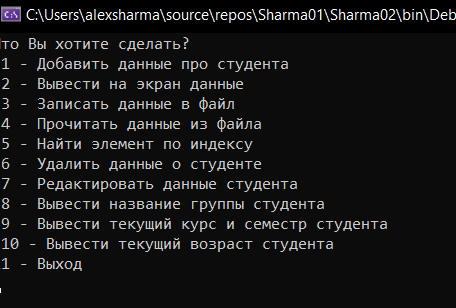 C:\Users\alexsharma\source\repos\Sharma01\Sharma02\bin\Deb
то Вы хотите сделать?
1 - Добавить данные про студента
2 - Вывести на экран данные
3 - Записать данные в файл
4 - Прочитать данные из файла
5 - Найти элемент по индексу
6 - Удалить данные о студенте
7 - Редактировать данные студента
8 - Вывести название группы студента
9 - Вывести текущий курс и семестр студента
10 - Вывести текущий возраст студента
11 - Выход